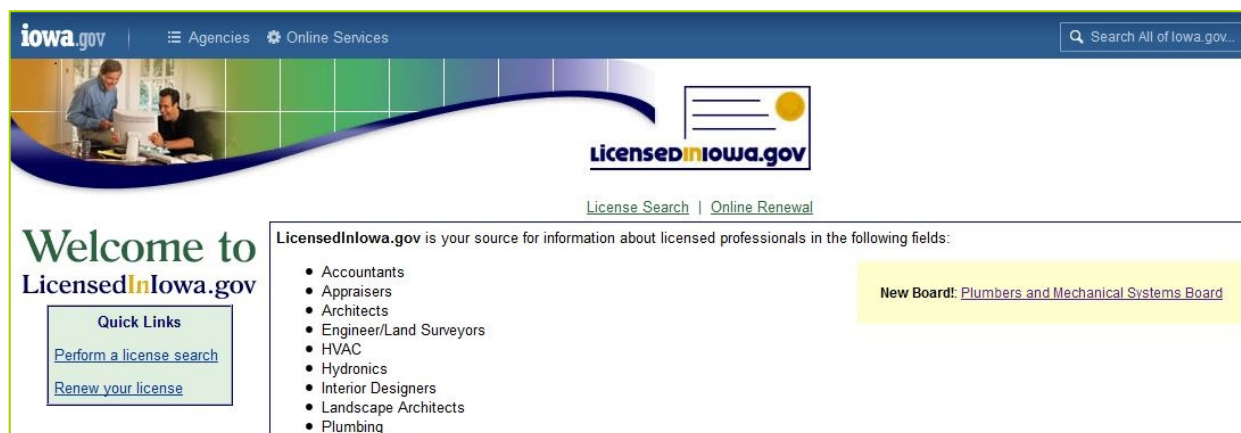 iowa.gov
Agencies
Online Services
Search All of Iowa.gov...
LicensedInIowa.gov
License Search | Online Renewal
Welcome to
LicensedInIowa.gov
Quick Links
Perform a license search
Renew your license
LicensedInIowa.gov is your source for information about licensed professionals in the following fields:
Accountants
Appraisers
Architects
Engineer/Land Surveyors
HVAC
Hydronics
Interior Designers
Landscape Architects
Plumbing
New Board!: Plumbers and Mechanical Systems Board